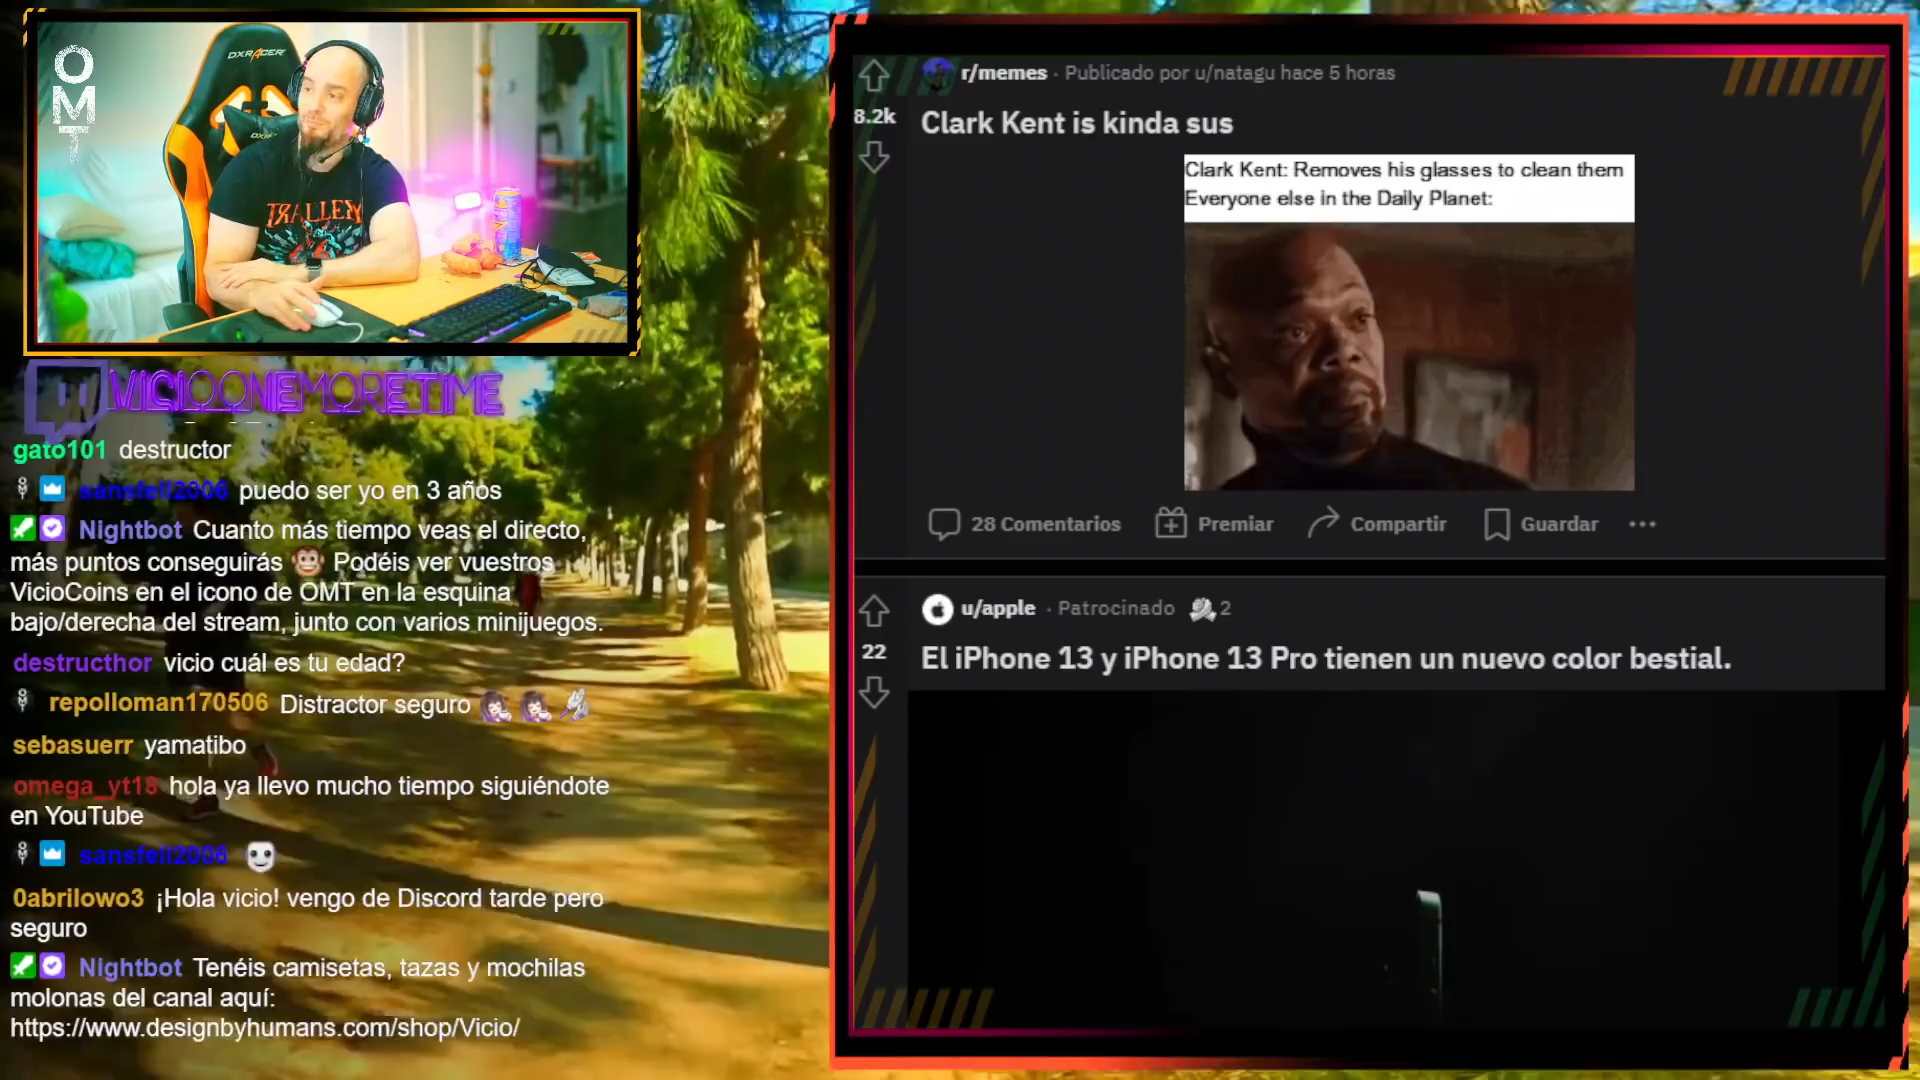 OMT
DXRACER
TRALLERY
VICIOONEMORETIME
gato101 destructor
sansfell2006 puedo ser yo en 3 años
Nightbot Cuanto más tiempo veas el directo,
más puntos conseguirás 🐵 Podéis ver vuestros
VicioCoins en el icono de OMT en la esquina
bajo/derecha del stream, junto con varios minijuegos.
destructhor vicio cuál es tu edad?
repolloman170506 Distractor seguro
sebasuerr yamatibo
omega_yt18 hola ya llevo mucho tiempo siguiéndote
en YouTube
sansfell2006
0abrilowo3 ¡Hola vicio! vengo de Discord tarde pero
seguro
Nightbot Tenéis camisetas, tazas y mochilas
molonas del canal aquí:
https://www.designbyhumans.com/shop/Vicio/
r/memes · Publicado por u/natagu hace 5 horas
8.2k
Clark Kent is kinda sus
Clark Kent: Removes his glasses to clean them
Everyone else in the Daily Planet:
28 Comentarios Premiar Compartir Guardar ...
u/apple · Patrocinado 2
22
El iPhone 13 y iPhone 13 Pro tienen un nuevo color bestial.